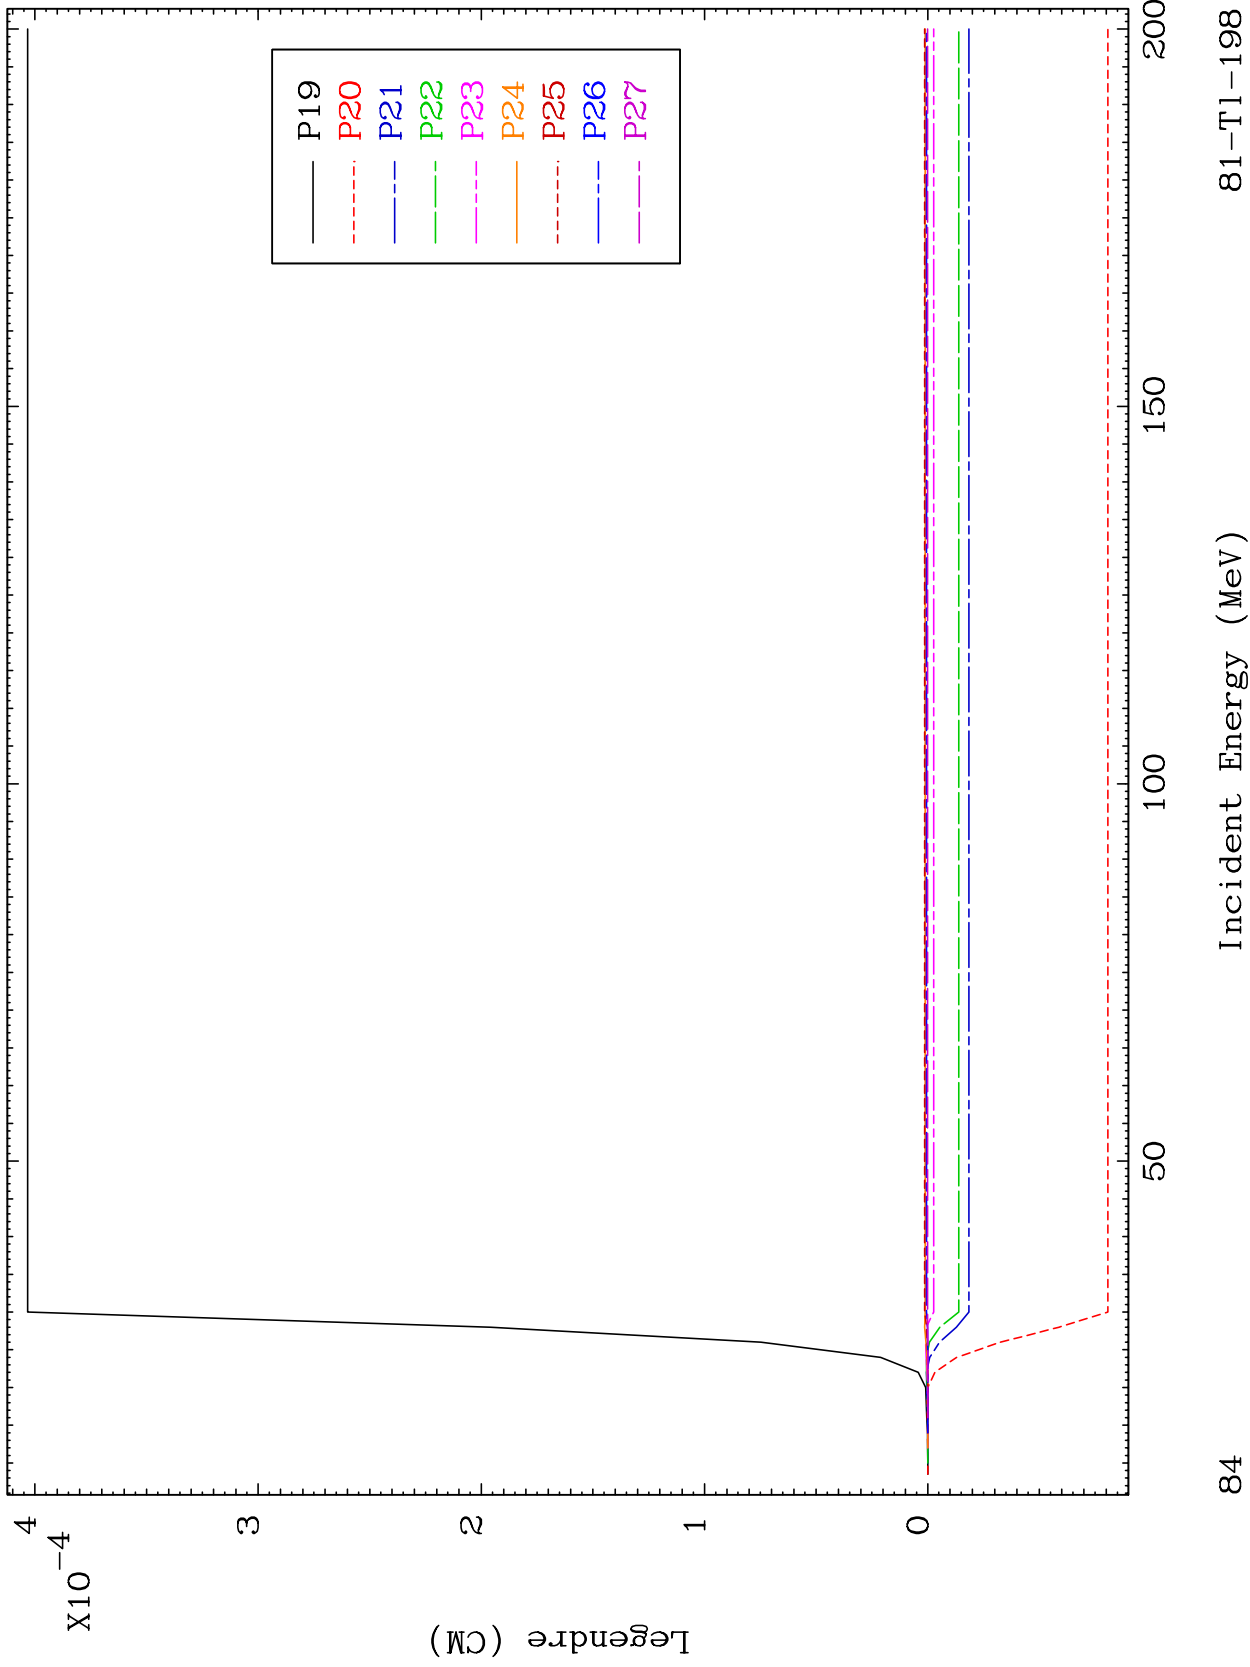 X10-4
4
3
2
1
0
Legendre (CM)
P19
P20
P21
P22
P23
P24
P25
P26
P27
50
100
150
200
Incident Energy (MeV)
84
81-Tl-198